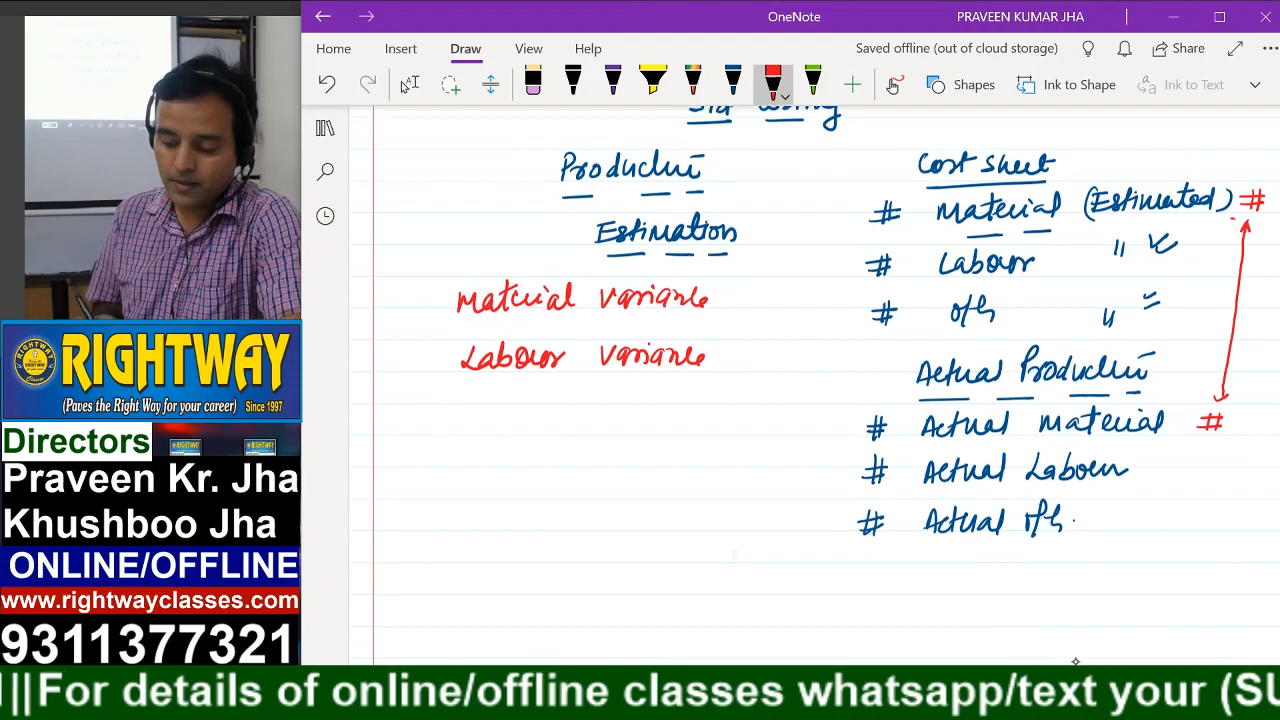 OneNote
PRAVEEN KUMAR JHA
Home Insert Draw View Help
Saved offline (out of cloud storage)
Share
Shapes
Ink to Shape
Ink to Text
Std Costing
Production
Estimation
Material Variance
Labour Variance
Cost Sheet
# Material (Estimated) #
# Labour "
# o/h "
Actual Production
# Actual Material #
# Actual Labour
# Actual o/h
RIGHTWAY
(Paves the Right Way for your career) Since 1997
Directors
Praveen Kr. Jha
Khushboo Jha
ONLINE/OFFLINE
www.rightwayclasses.com
9311377321
||For details of online/offline classes whatsapp/text your (SU